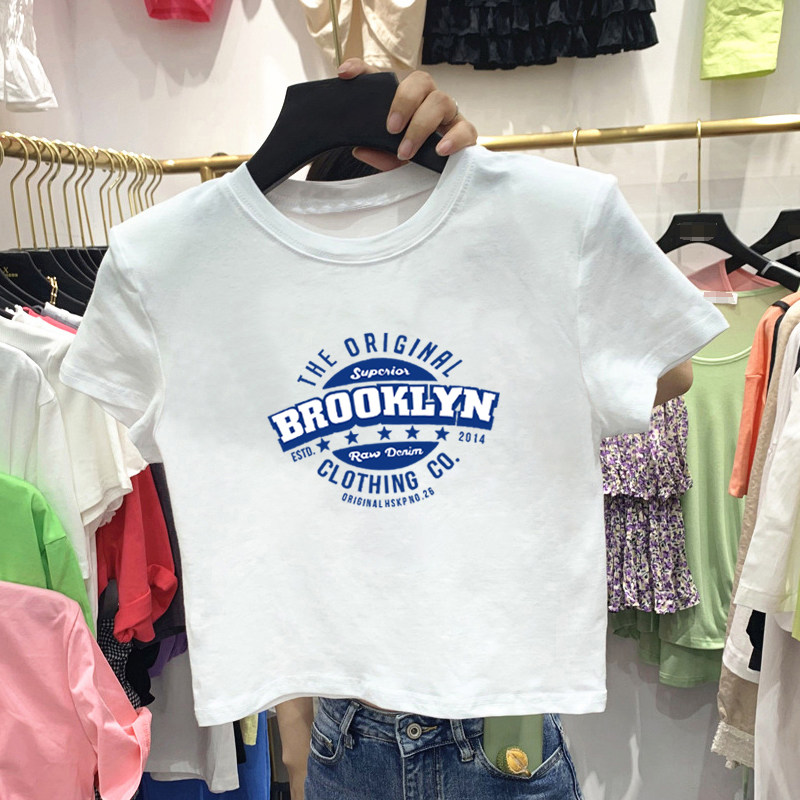 THE ORIGINAL
Superior
BROOKLYN
ESTD. 2014
Raw Denim
CLOTHING CO.
ORIGINAL HSKP NO. 26